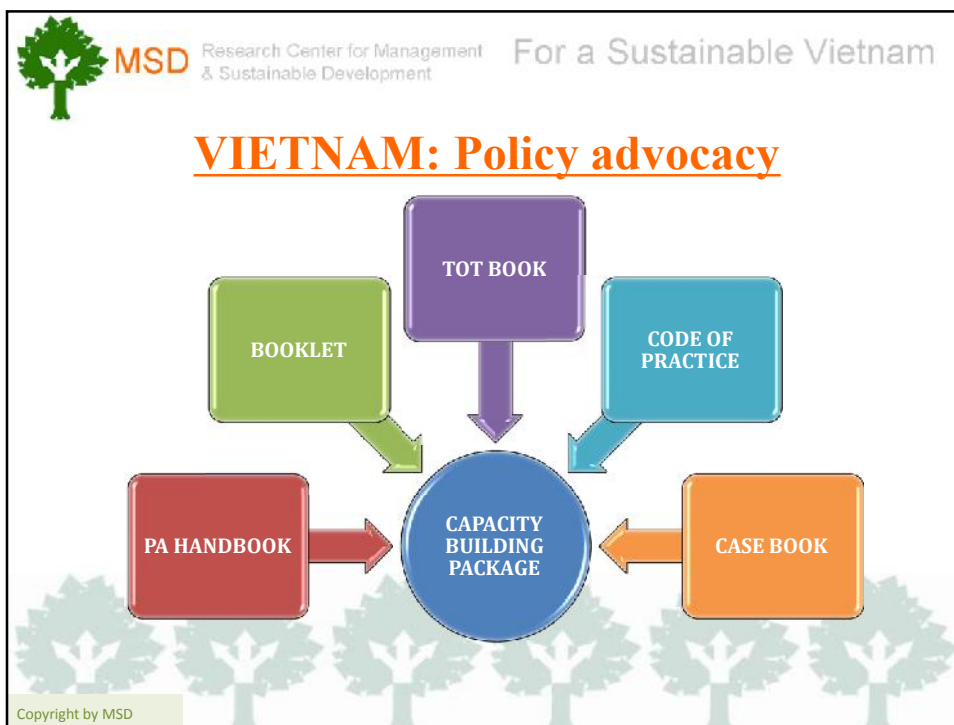 MSD
Research Center for Management
& Sustainable Development
For a Sustainable Vietnam
VIETNAM: Policy advocacy
TOT BOOK
BOOKLET
CODE OF
PRACTICE
PA HANDBOOK
CAPACITY
BUILDING
PACKAGE
CASE BOOK
Copyright by MSD